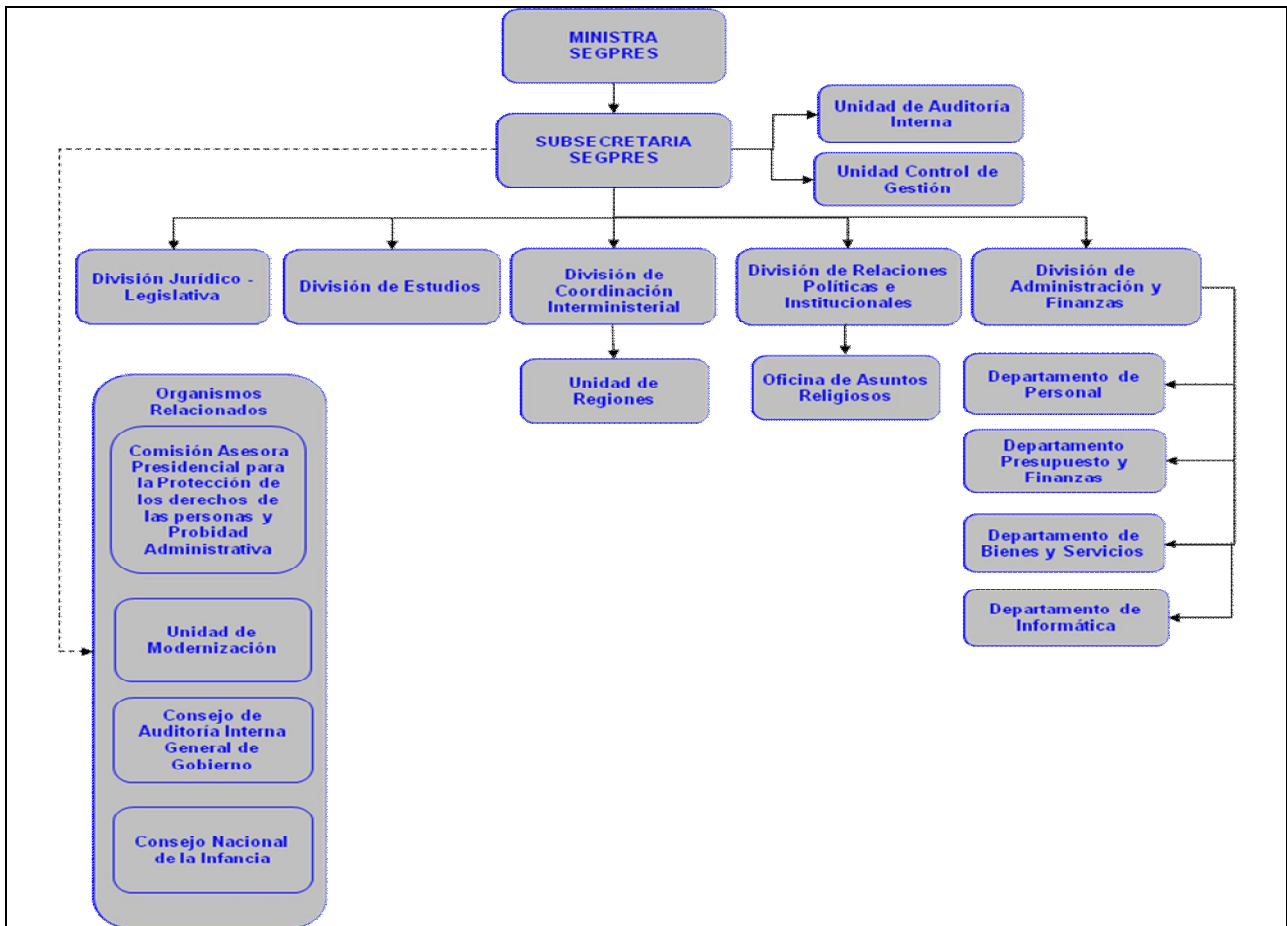 MINISTRA
SEGPRES
SUBSECRETARIA
SEGPRES
Unidad de Auditoría
Interna
Unidad Control de
Gestión
División Jurídico -
Legislativa
División de Estudios
División de
Coordinación
Interministerial
División de Relaciones
Políticas e
Institucionales
División de
Administración y
Finanzas
Unidad de
Regiones
Oficina de Asuntos
Religiosos
Departamento de
Personal
Departamento
Presupuesto y
Finanzas
Departamento de
Bienes y Servicios
Departamento de
Informática
Organismos
Relacionados
Comisión Asesora
Presidencial para
la Protección de
los derechos de
las personas y
Probidad
Administrativa
Unidad de
Modernización
Consejo de
Auditoría Interna
General de
Gobierno
Consejo Nacional
de la Infancia